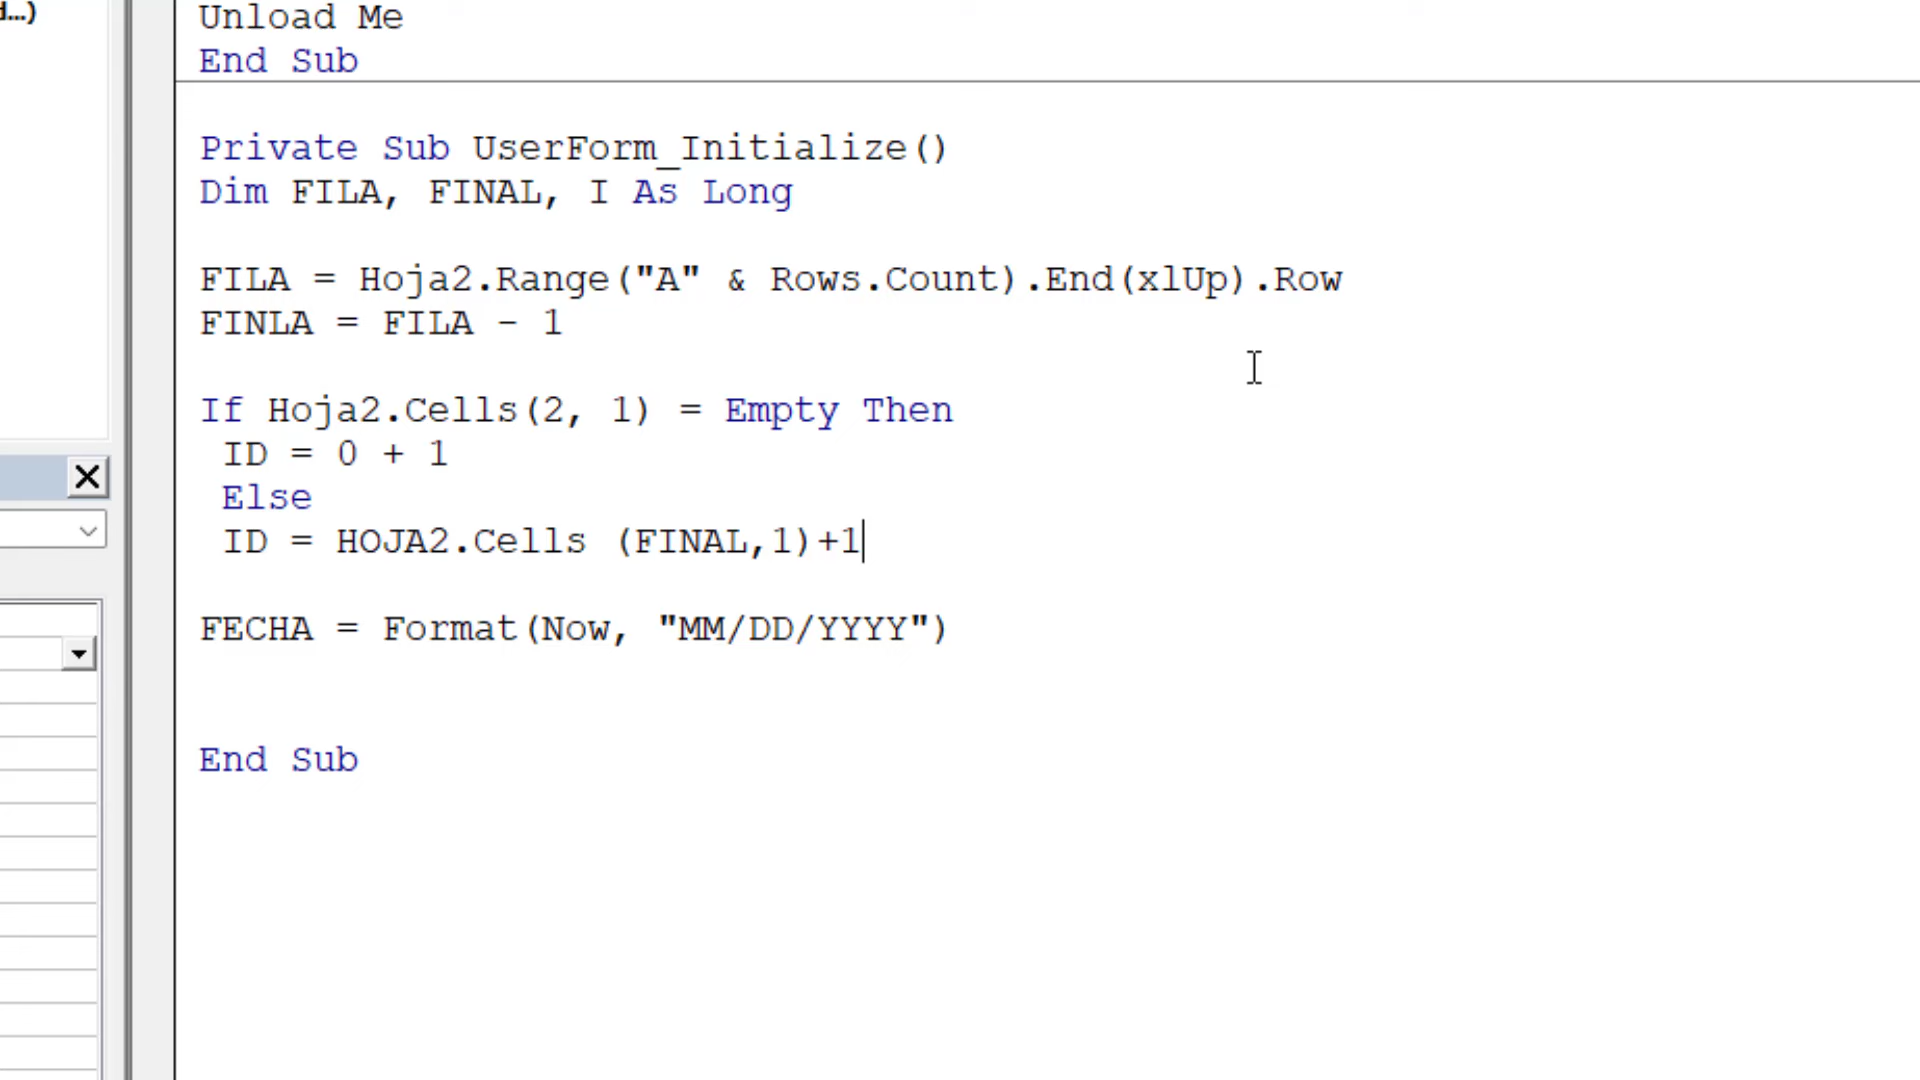 d...)
Unload Me
End Sub
Private Sub UserForm_Initialize()
Dim FILA, FINAL, I As Long
FILA = Hoja2.Range("A" & Rows.Count).End(xlUp).Row
FINLA = FILA - 1
If Hoja2.Cells(2, 1) = Empty Then
ID = 0 + 1
Else
ID = HOJA2.Cells (FINAL,1)+1
FECHA = Format(Now, "MM/DD/YYYY")
End Sub